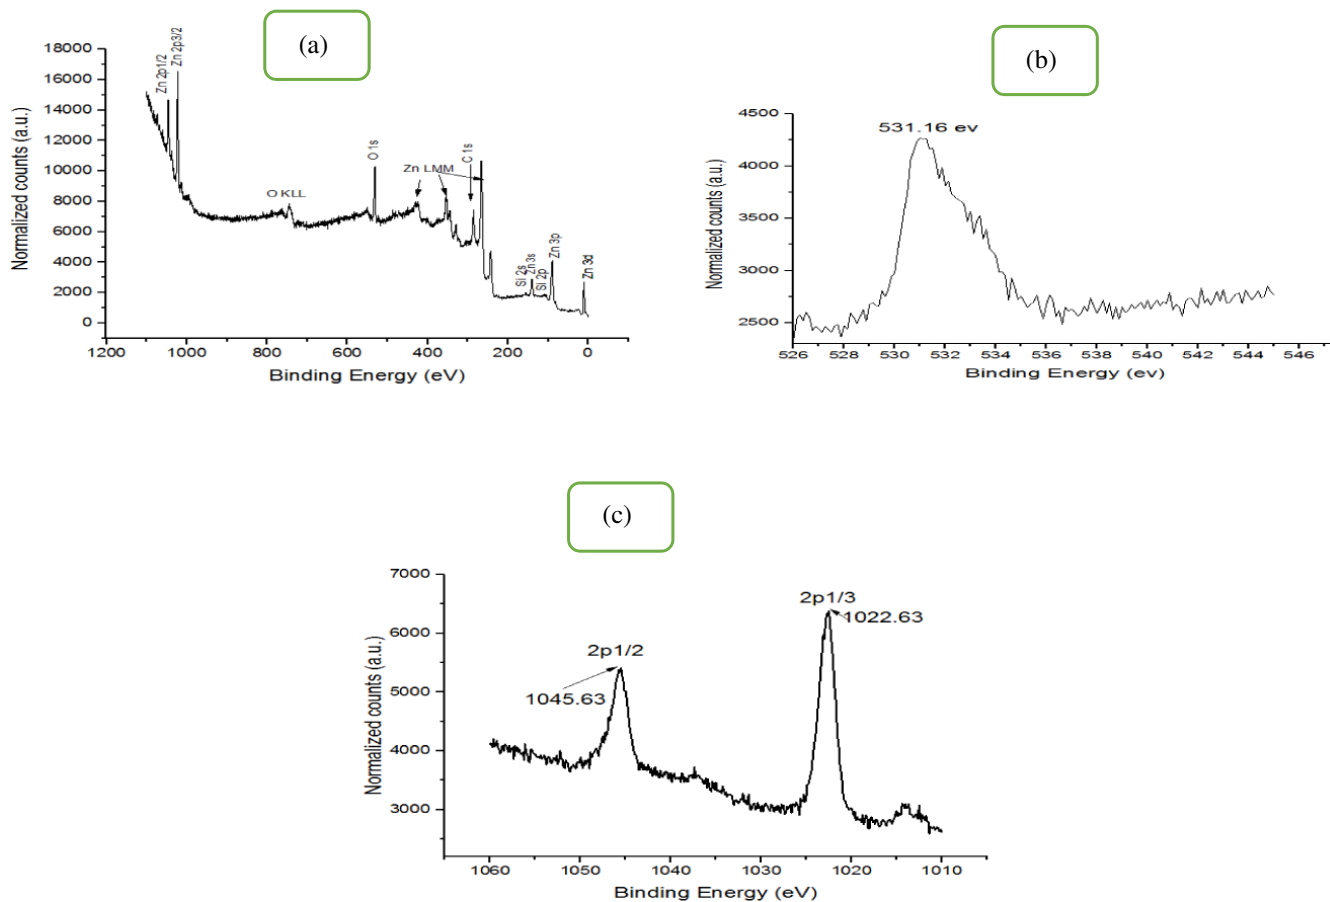 (a)
Zn 2p1/2
Zn 2p3/2
O KLL
O 1s
Zn LMM
C 1s
Si 2s
Zn3s
Si 2p
Zn 3p
Zn 3d
18000
16000
14000
12000
10000
8000
6000
4000
2000
0
Normalized counts (a.u.)
1200 1000 800 600 400 200 0
Binding Energy (eV)
(b)
531.16 ev
4500
4000
3500
3000
2500
Normalized counts (a.u.)
526 528 530 532 534 536 538 540 542 544 546
Binding Energy (ev)
(c)
2p1/3
1022.63
2p1/2
1045.63
7000
6000
5000
4000
3000
Normalized counts (a.u.)
1060 1050 1040 1030 1020 1010
Binding Energy (eV)